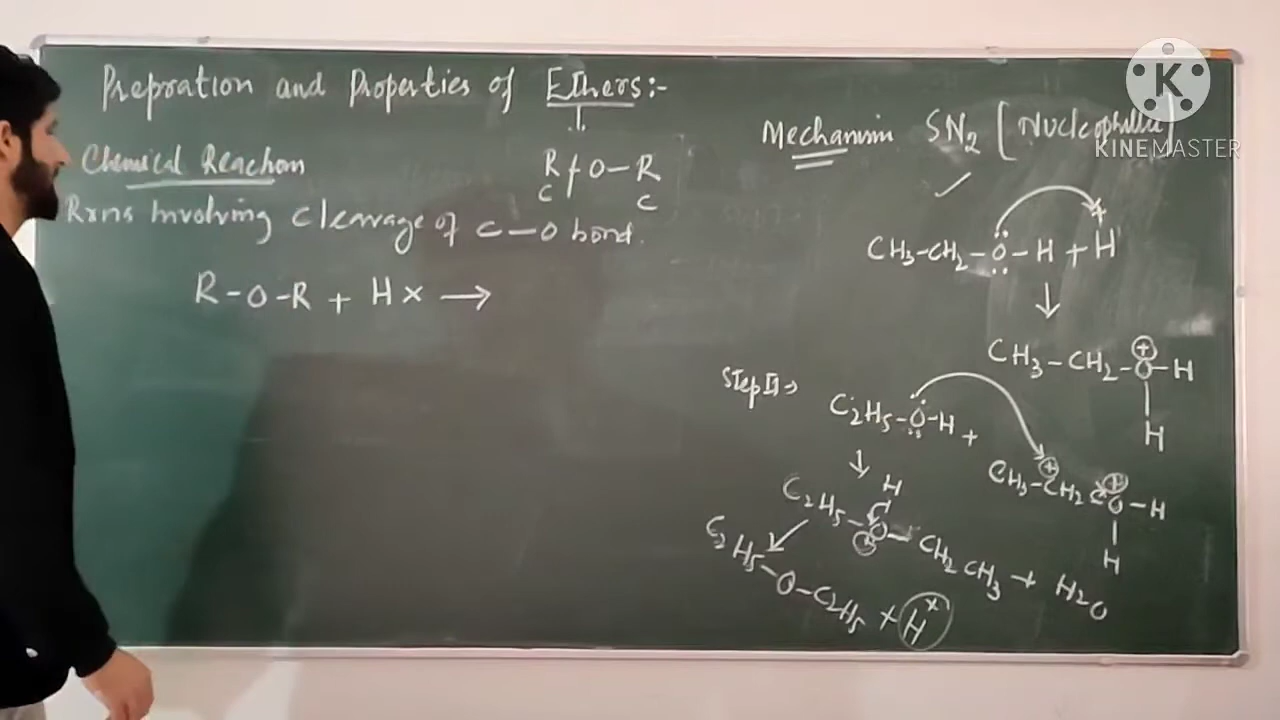 Prepration and Properties of Ethers:-
Chemical Reaction
R-O-R
C C
Rxns Involving Cleavage of C-O bond.
R-O-R + HX →
Mechanism SN2 [Nucleophillic]
CH3-CH2-O-H + H+
↓
CH3-CH2-O⊕-H
H
Step II→
C2H5-O-H +
CH3-CH2⊕-O⊕-H
H
↓
H
C2H5-O⊕-CH2CH3 + H2O
C2H5-O-C2H5 + H+
K
KINEMASTER